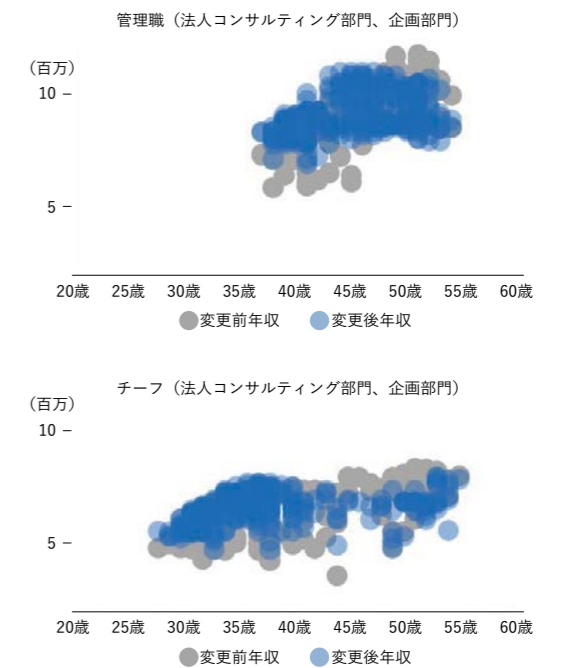 管理職（法人コンサルティング部門、企画部門）
（百万）
10
5
20歳 25歳 30歳 35歳 40歳 45歳 50歳 55歳 60歳
変更前年収 変更後年収
チーフ（法人コンサルティング部門、企画部門）
（百万）
10
5
20歳 25歳 30歳 35歳 40歳 45歳 50歳 55歳 60歳
変更前年収 変更後年収